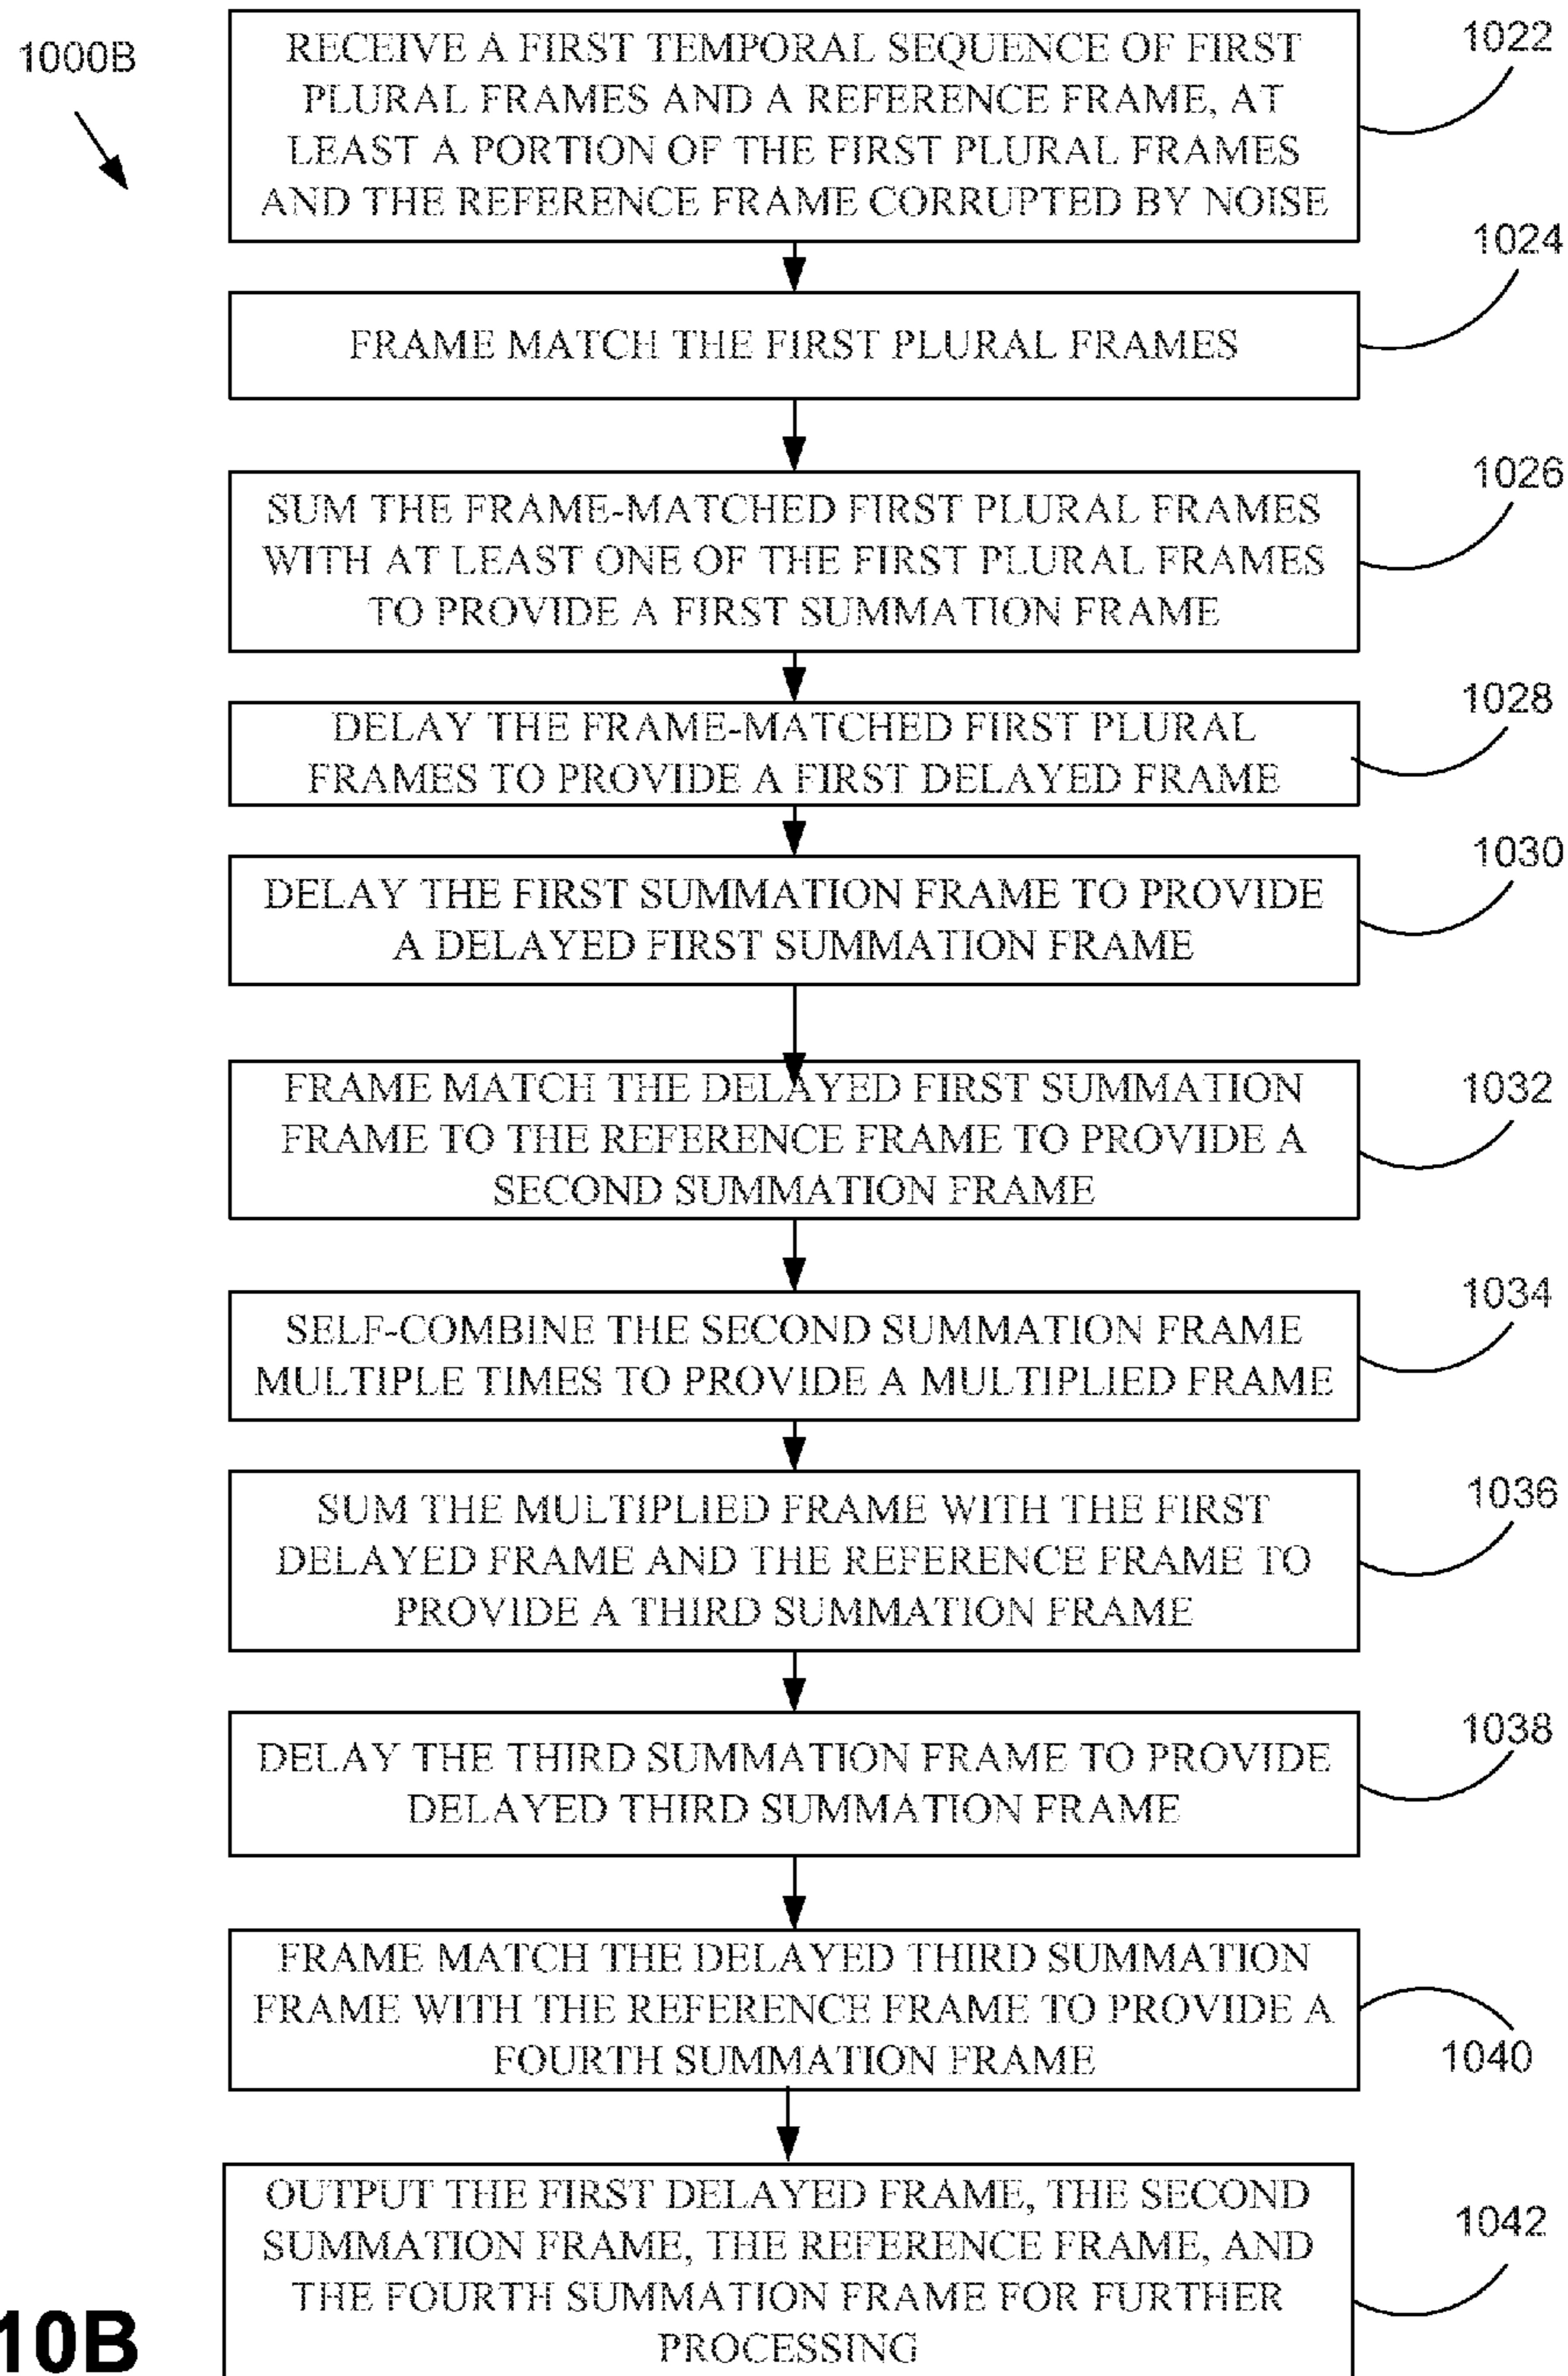 1000B
RECEIVE A FIRST TEMPORAL SEQUENCE OF FIRST
PLURAL FRAMES AND A REFERENCE FRAME, AT
LEAST A PORTION OF THE FIRST PLURAL FRAMES
AND THE REFERENCE FRAME CORRUPTED BY NOISE
1022
FRAME MATCH THE FIRST PLURAL FRAMES
1024
SUM THE FRAME-MATCHED FIRST PLURAL FRAMES
WITH AT LEAST ONE OF THE FIRST PLURAL FRAMES
TO PROVIDE A FIRST SUMMATION FRAME
1026
DELAY THE FRAME-MATCHED FIRST PLURAL
FRAMES TO PROVIDE A FIRST DELAYED FRAME
1028
DELAY THE FIRST SUMMATION FRAME TO PROVIDE
A DELAYED FIRST SUMMATION FRAME
1030
FRAME MATCH THE DELAYED FIRST SUMMATION
FRAME TO THE REFERENCE FRAME TO PROVIDE A
SECOND SUMMATION FRAME
1032
SELF-COMBINE THE SECOND SUMMATION FRAME
MULTIPLE TIMES TO PROVIDE A MULTIPLIED FRAME
1034
SUM THE MULTIPLIED FRAME WITH THE FIRST
DELAYED FRAME AND THE REFERENCE FRAME TO
PROVIDE A THIRD SUMMATION FRAME
1036
DELAY THE THIRD SUMMATION FRAME TO PROVIDE
DELAYED THIRD SUMMATION FRAME
1038
FRAME MATCH THE DELAYED THIRD SUMMATION
FRAME WITH THE REFERENCE FRAME TO PROVIDE A
FOURTH SUMMATION FRAME
1040
OUTPUT THE FIRST DELAYED FRAME, THE SECOND
SUMMATION FRAME, THE REFERENCE FRAME, AND
THE FOURTH SUMMATION FRAME FOR FURTHER
PROCESSING
1042
10B